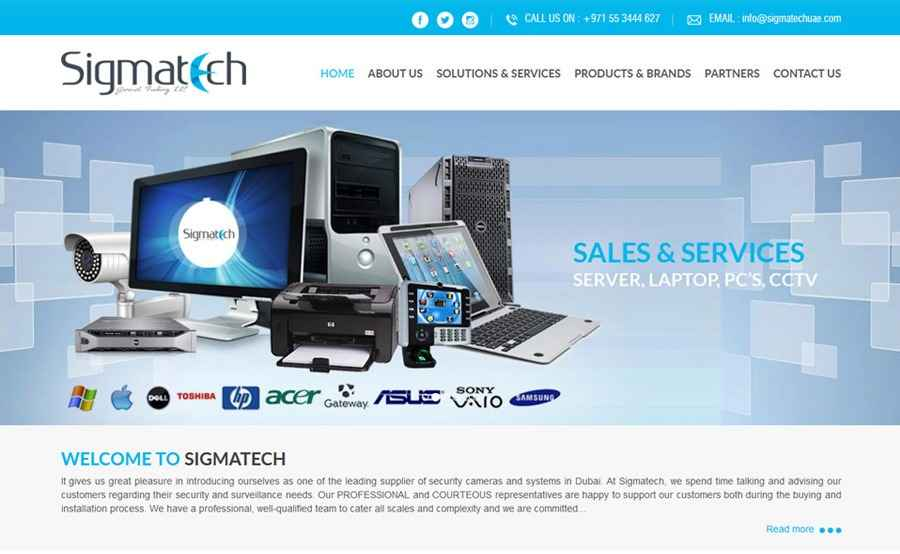 CALL US ON : +971 55 3444 627
EMAIL : info@sigmatechuae.com
Sigmatech
General Trading LLC
HOME ABOUT US SOLUTIONS & SERVICES PRODUCTS & BRANDS PARTNERS CONTACT US
Sigmatech
SALES & SERVICES
SERVER, LAPTOP, PC'S, CCTV
DELL TOSHIBA hp acer Gateway ASUS SONY VAIO SAMSUNG
WELCOME TO SIGMATECH
It gives us great pleasure in introducing ourselves as one of the leading supplier of security cameras and systems in Dubai. At Sigmatech, we spend time talking and advising our
customers regarding their security and surveillance needs. Our PROFESSIONAL and COURTEOUS representatives are happy to support our customers both during the buying and
installation process. We have a professional, well-qualified team to cater all scales and complexity and we are committed...
Read more